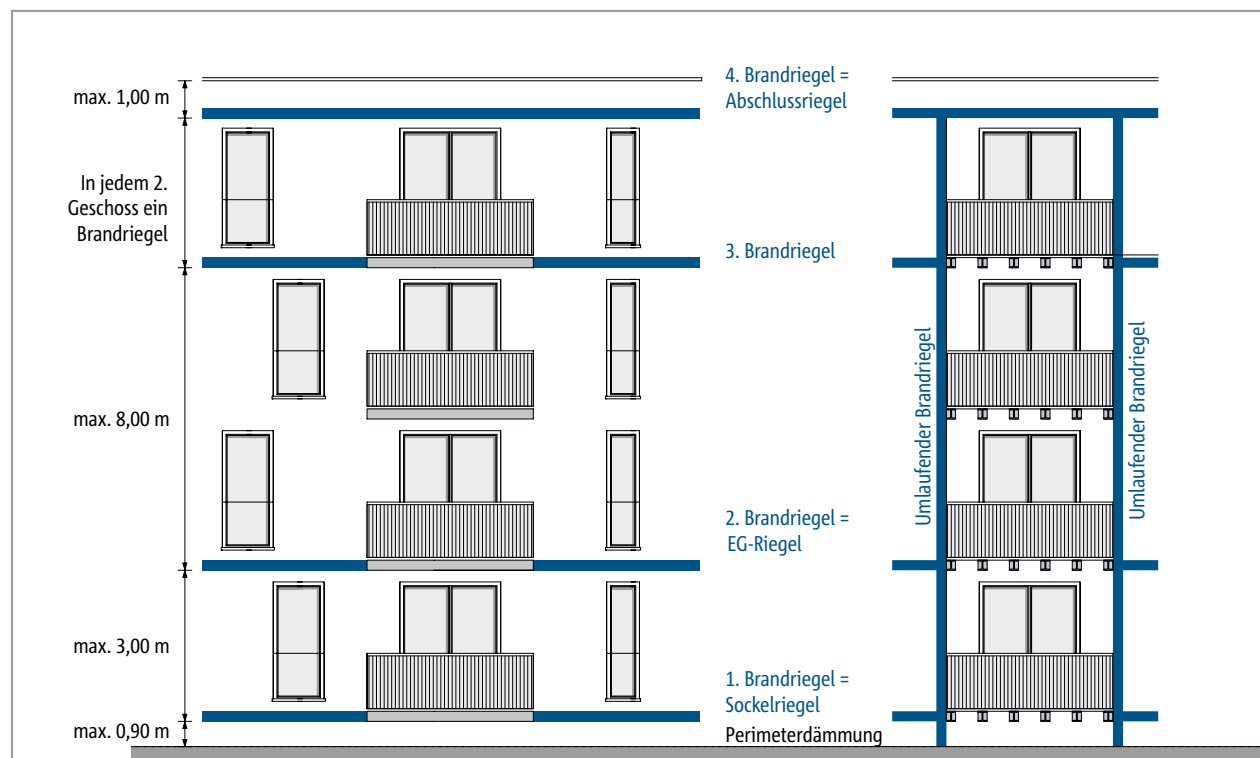 max. 1,00 m
In jedem 2.
Geschoss ein
Brandriegel
max. 8,00 m
max. 3,00 m
max. 0,90 m
4. Brandriegel =
Abschlussriegel
3. Brandriegel
2. Brandriegel =
EG-Riegel
1. Brandriegel =
Sockelriegel
Perimeterdämmung
Umlaufender Brandriegel
Umlaufender Brandriegel